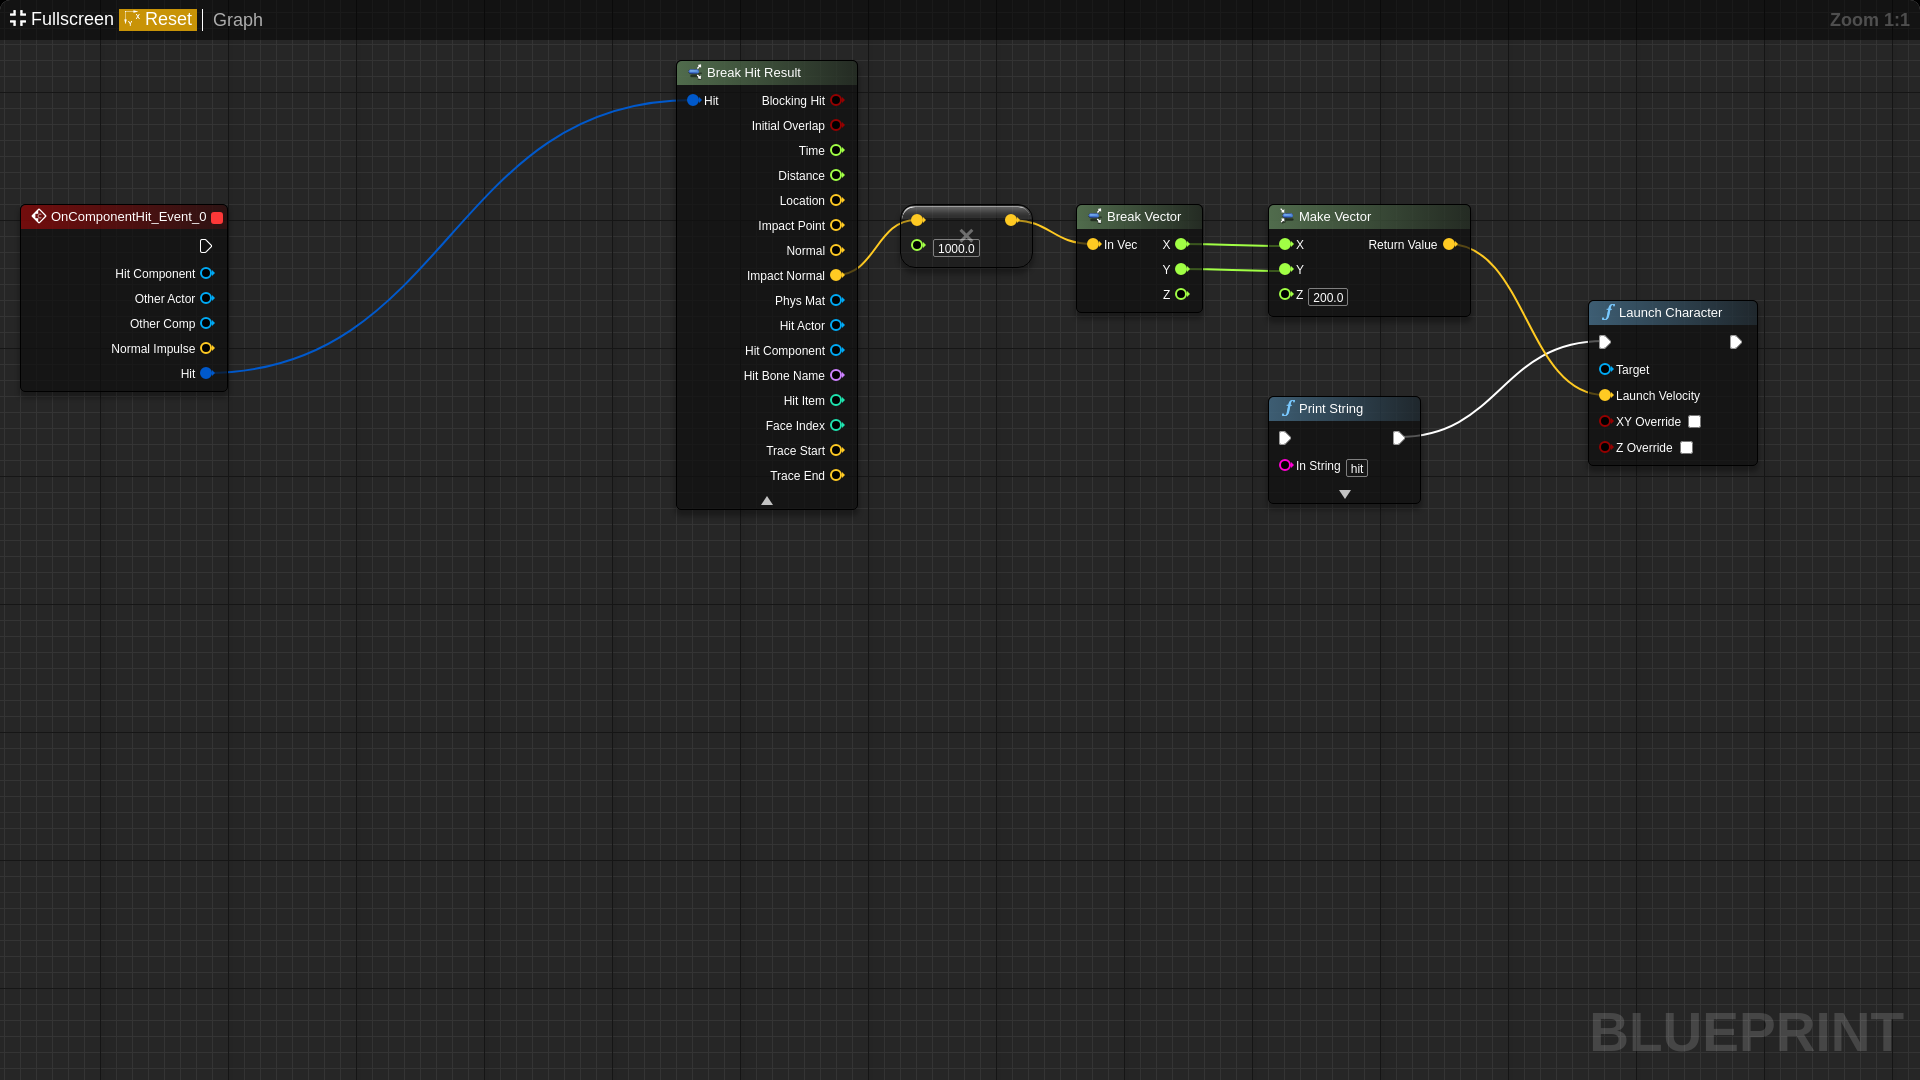 Fullscreen Reset Graph Zoom 1:1
OnComponentHit_Event_0
Hit Component
Other Actor
Other Comp
Normal Impulse
Hit
Break Hit Result
Hit Blocking Hit
Initial Overlap
Time
Distance
Location
Impact Point
Normal
Impact Normal
Phys Mat
Hit Actor
Hit Component
Hit Bone Name
Hit Item
Face Index
Trace Start
Trace End
1000.0
Break Vector
In Vec X
Y
Z
Make Vector
X Return Value
Y
Z 200.0
Print String
In String hit
Launch Character
Target
Launch Velocity
XY Override
Z Override
BLUEPRINT